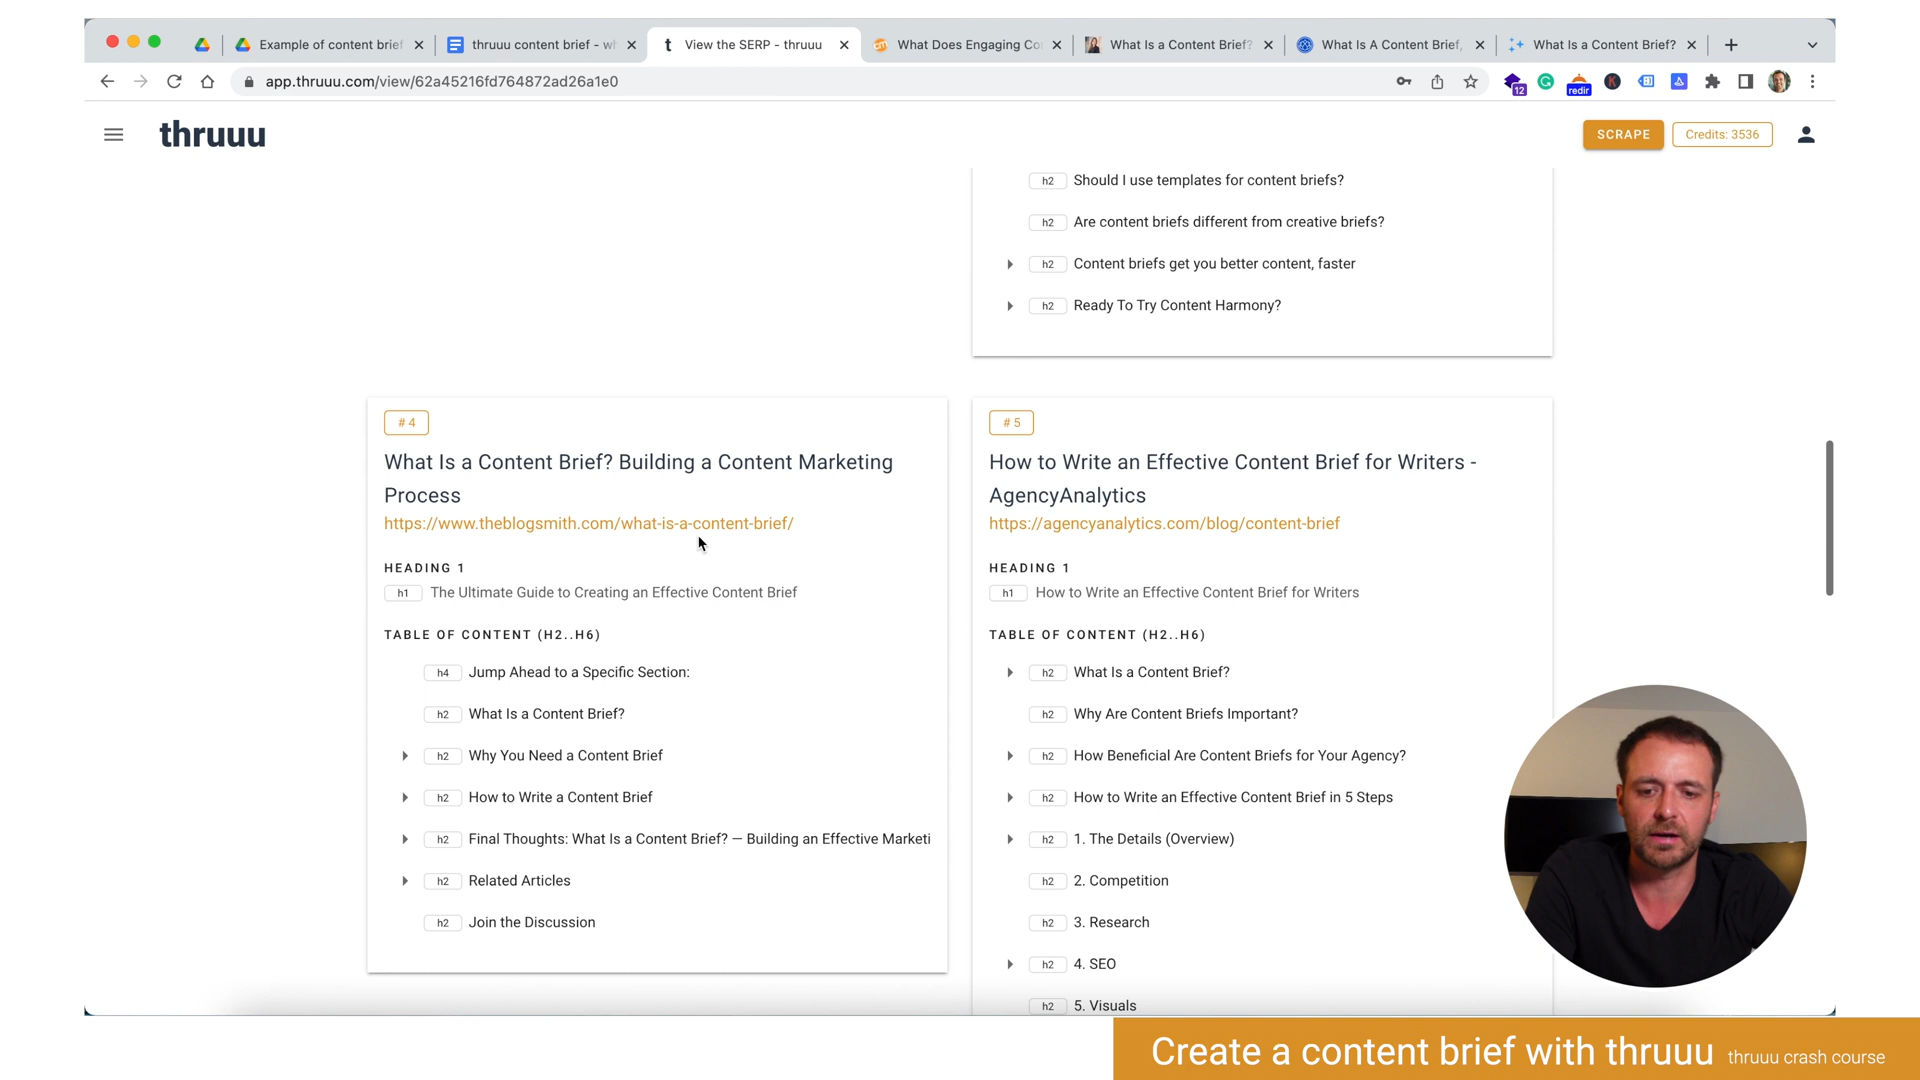 Example of content brief
thruuu content brief - wh
View the SERP - thruuu
What Does Engaging Co
What Is a Content Brief?
What Is A Content Brief,
What Is a Content Brief?
app.thruuu.com/view/62a45216fd764872ad26a1e0
12
redir
thruuu
SCRAPE
Credits: 3536
h2 Should I use templates for content briefs?
h2 Are content briefs different from creative briefs?
h2 Content briefs get you better content, faster
h2 Ready To Try Content Harmony?
# 4
What Is a Content Brief? Building a Content Marketing
Process
https://www.theblogsmith.com/what-is-a-content-brief/
HEADING 1
h1 The Ultimate Guide to Creating an Effective Content Brief
TABLE OF CONTENT (H2..H6)
h4 Jump Ahead to a Specific Section:
h2 What Is a Content Brief?
h2 Why You Need a Content Brief
h2 How to Write a Content Brief
h2 Final Thoughts: What Is a Content Brief? — Building an Effective Marketi
h2 Related Articles
h2 Join the Discussion
# 5
How to Write an Effective Content Brief for Writers -
AgencyAnalytics
https://agencyanalytics.com/blog/content-brief
HEADING 1
h1 How to Write an Effective Content Brief for Writers
TABLE OF CONTENT (H2..H6)
h2 What Is a Content Brief?
h2 Why Are Content Briefs Important?
h2 How Beneficial Are Content Briefs for Your Agency?
h2 How to Write an Effective Content Brief in 5 Steps
h2 1. The Details (Overview)
h2 2. Competition
h2 3. Research
h2 4. SEO
h2 5. Visuals
Create a content brief with thruuu thruuu crash course